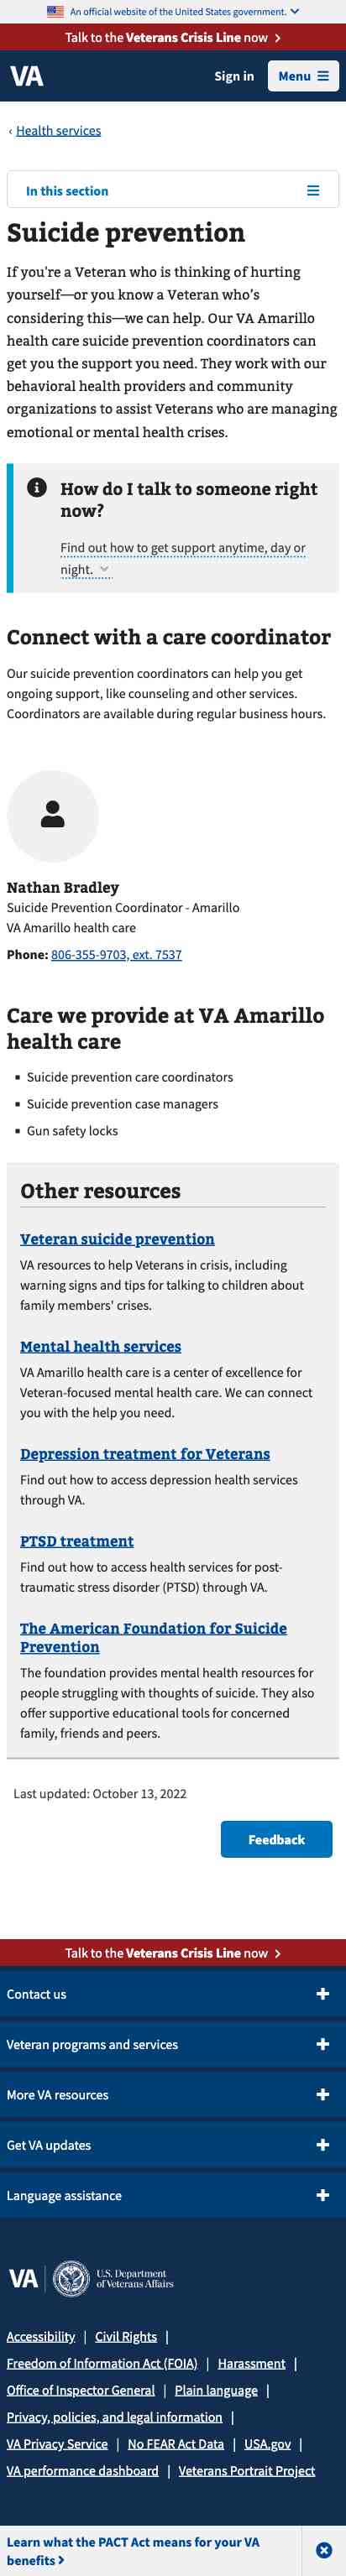 An official website of the United States government.
Talk to the Veterans Crisis Line now
VA
Sign in
Menu
‹ Health services
In this section
Suicide prevention
If you're a Veteran who is thinking of hurting
yourself—or you know a Veteran who’s
considering this—we can help. Our VA Amarillo
health care suicide prevention coordinators can
get you the support you need. They work with our
behavioral health providers and community
organizations to assist Veterans who are managing
emotional or mental health crises.
How do I talk to someone right
now?
Find out how to get support anytime, day or
night.
Connect with a care coordinator
Our suicide prevention coordinators can help you get
ongoing support, like counseling and other services.
Coordinators are available during regular business hours.
Nathan Bradley
Suicide Prevention Coordinator - Amarillo
VA Amarillo health care
Phone: 806-355-9703, ext. 7537
Care we provide at VA Amarillo
health care
Suicide prevention care coordinators
Suicide prevention case managers
Gun safety locks
Other resources
Veteran suicide prevention
VA resources to help Veterans in crisis, including
warning signs and tips for talking to children about
family members' crises.
Mental health services
VA Amarillo health care is a center of excellence for
Veteran-focused mental health care. We can connect
you with the help you need.
Depression treatment for Veterans
Find out how to access depression health services
through VA.
PTSD treatment
Find out how to access health services for post-
traumatic stress disorder (PTSD) through VA.
The American Foundation for Suicide
Prevention
The foundation provides mental health resources for
people struggling with thoughts of suicide. They also
offer supportive educational tools for concerned
family, friends and peers.
Last updated: October 13, 2022
Feedback
Talk to the Veterans Crisis Line now
Contact us
Veteran programs and services
More VA resources
Get VA updates
Language assistance
VA
U.S. Department
of Veterans Affairs
Accessibility | Civil Rights |
Freedom of Information Act (FOIA) | Harassment |
Office of Inspector General | Plain language |
Privacy, policies, and legal information |
VA Privacy Service | No FEAR Act Data | USA.gov |
VA performance dashboard | Veterans Portrait Project
Learn what the PACT Act means for your VA
benefits